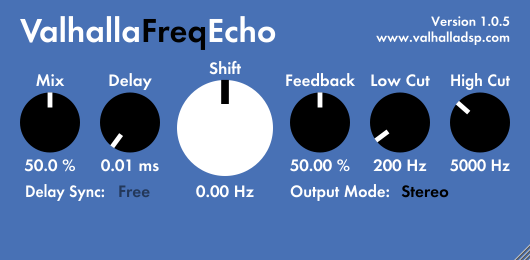 ValhallaFreqEcho
Version 1.0.5
www.valhalladsp.com
Mix Delay Shift Feedback Low Cut High Cut
50.0 % 0.01 ms 0.00 Hz 50.00 % 200 Hz 5000 Hz
Delay Sync: Free Output Mode: Stereo